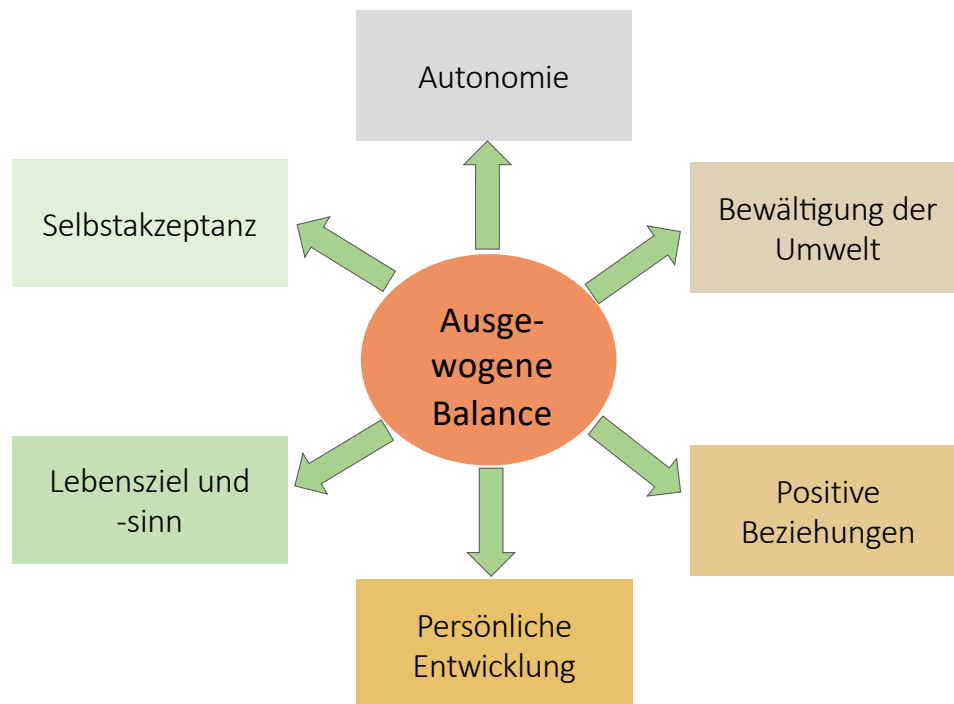 Autonomie
Selbstakzeptanz
Bewältigung der
Umwelt
Ausge-
wogene
Balance
Lebensziel und
-sinn
Positive
Beziehungen
Persönliche
Entwicklung